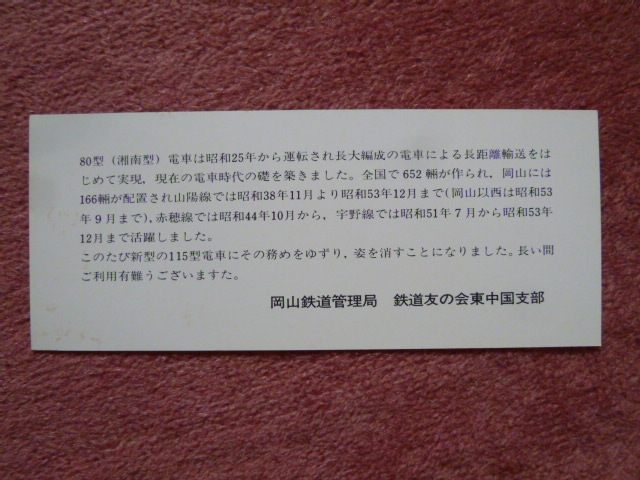 80型（湘南型）電車は昭和25年から運転され長大編成の電車による長距離輸送をは
じめて実現，現在の電車時代の礎を築きました。全国で652輛が作られ，岡山には
166輛が配置され山陽線では昭和38年11月より昭和53年12月まで（岡山以西は昭和53
年9月まで），赤穂線では昭和44年10月から，宇野線では昭和51年7月から昭和53年
12月まで活躍しました。
このたび新型の115型電車にその務めをゆずり，姿を消すことになりました。長い間
ご利用有難うございますた。
岡山鉄道管理局　鉄道友の会東中国支部